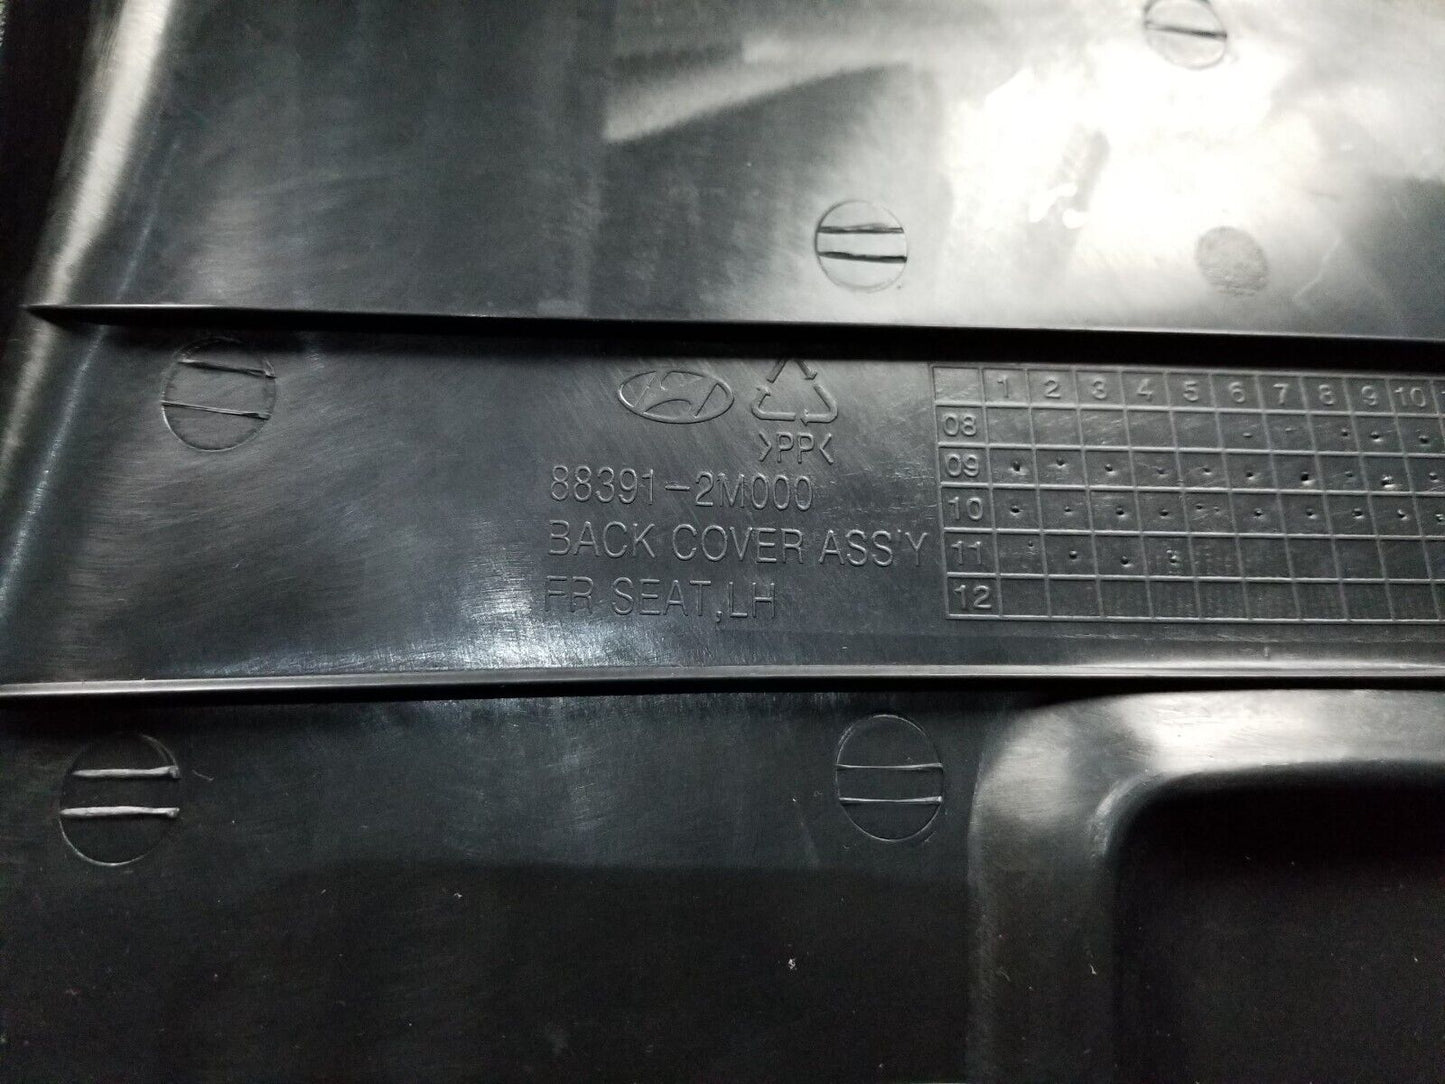 >PP<
88391-2M000
BACK COVER ASS'Y
FR SEAT,LH
1 2 3 4 5 6 7 8 9 10
08
09
10
11
12